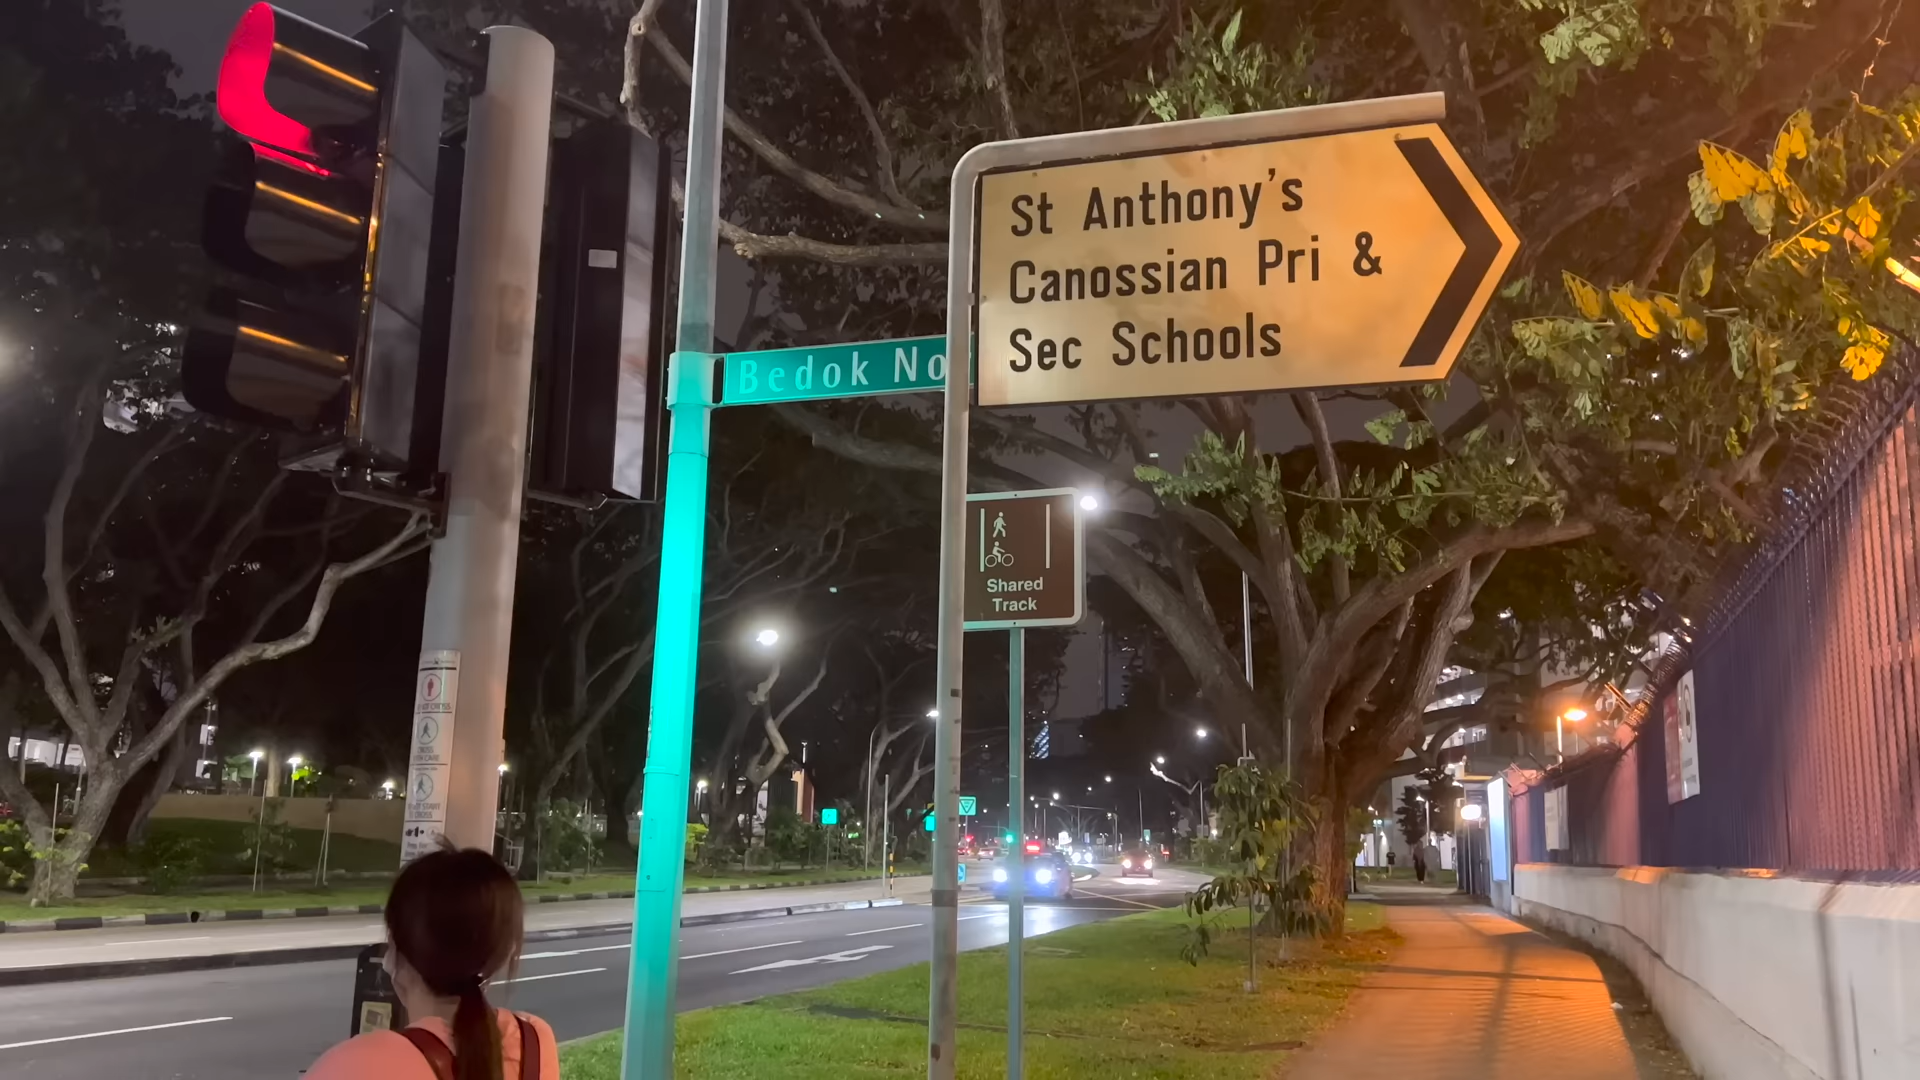 St Anthony's
Canossian Pri &
Sec Schools
Bedok No
Shared
Track